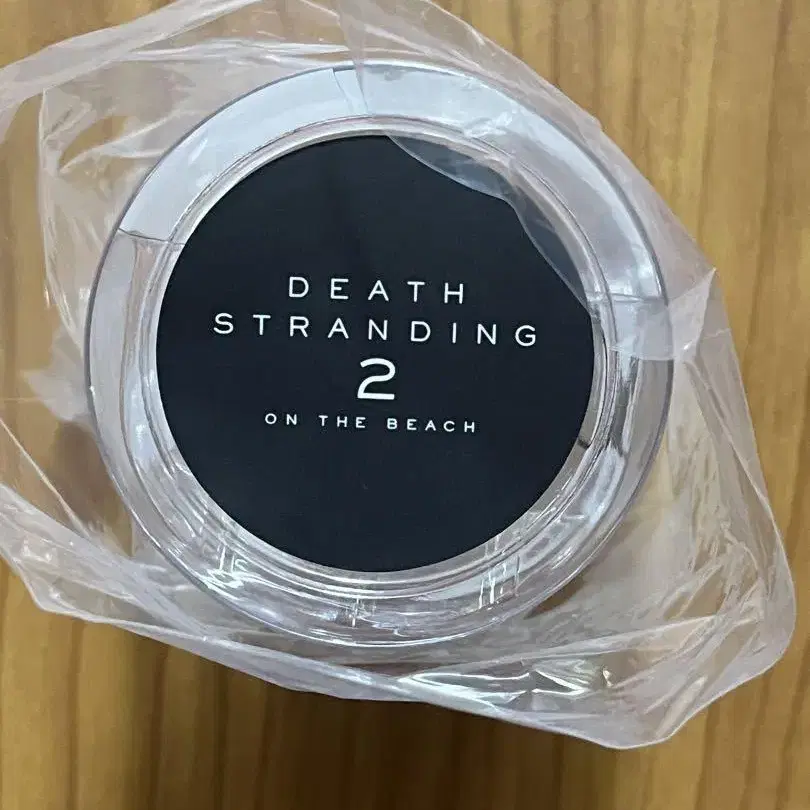 DEATH
STRANDING
2
ON THE BEACH